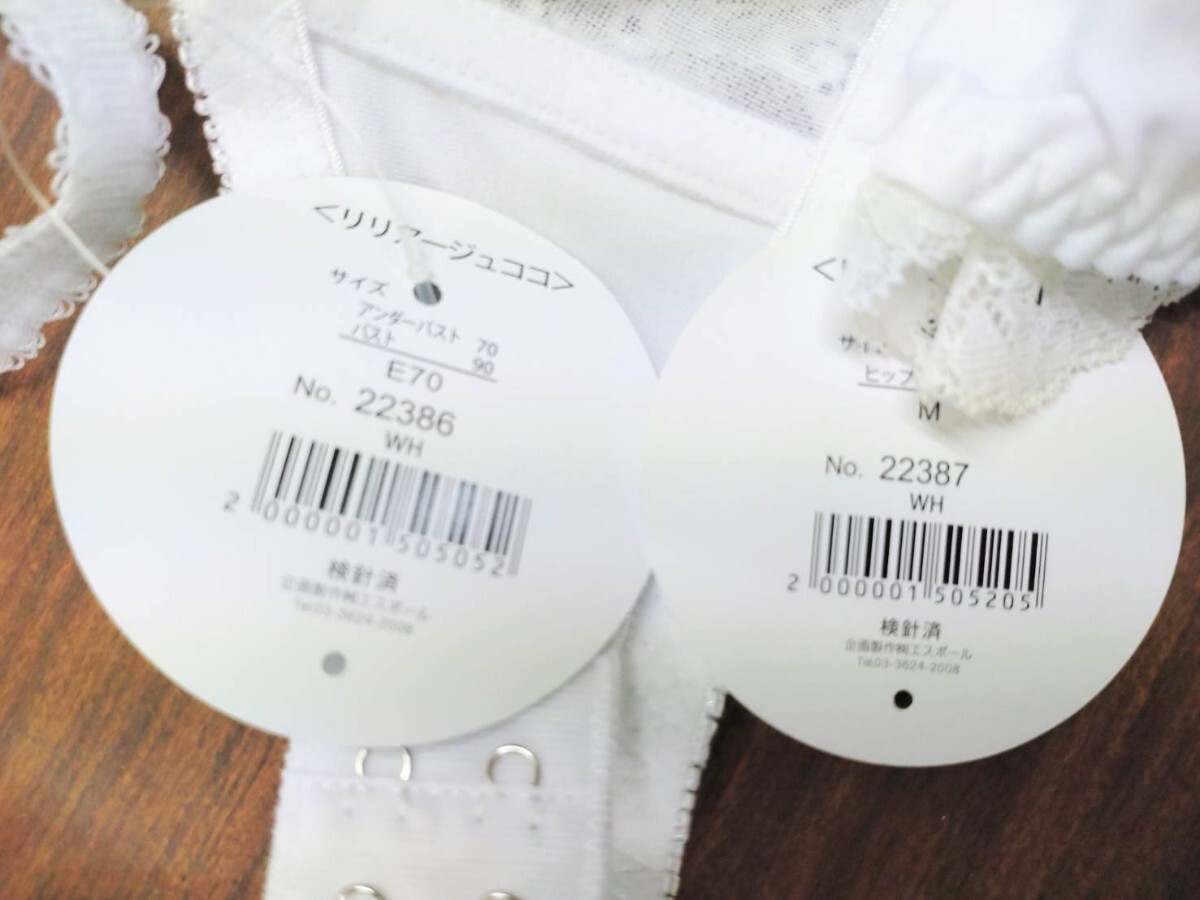 <リリアージュココ>
サイズ
アンダーバスト 70
バスト 90
E70
No. 22386
WH
2 000001 505052
検針済
企画製作㈱エスポール
Tel03-3624-2008
<
ヒップ
M
No. 22387
WH
2 000001 505205
検針済
企画製作㈱エスポール
Tel03-3624-2008